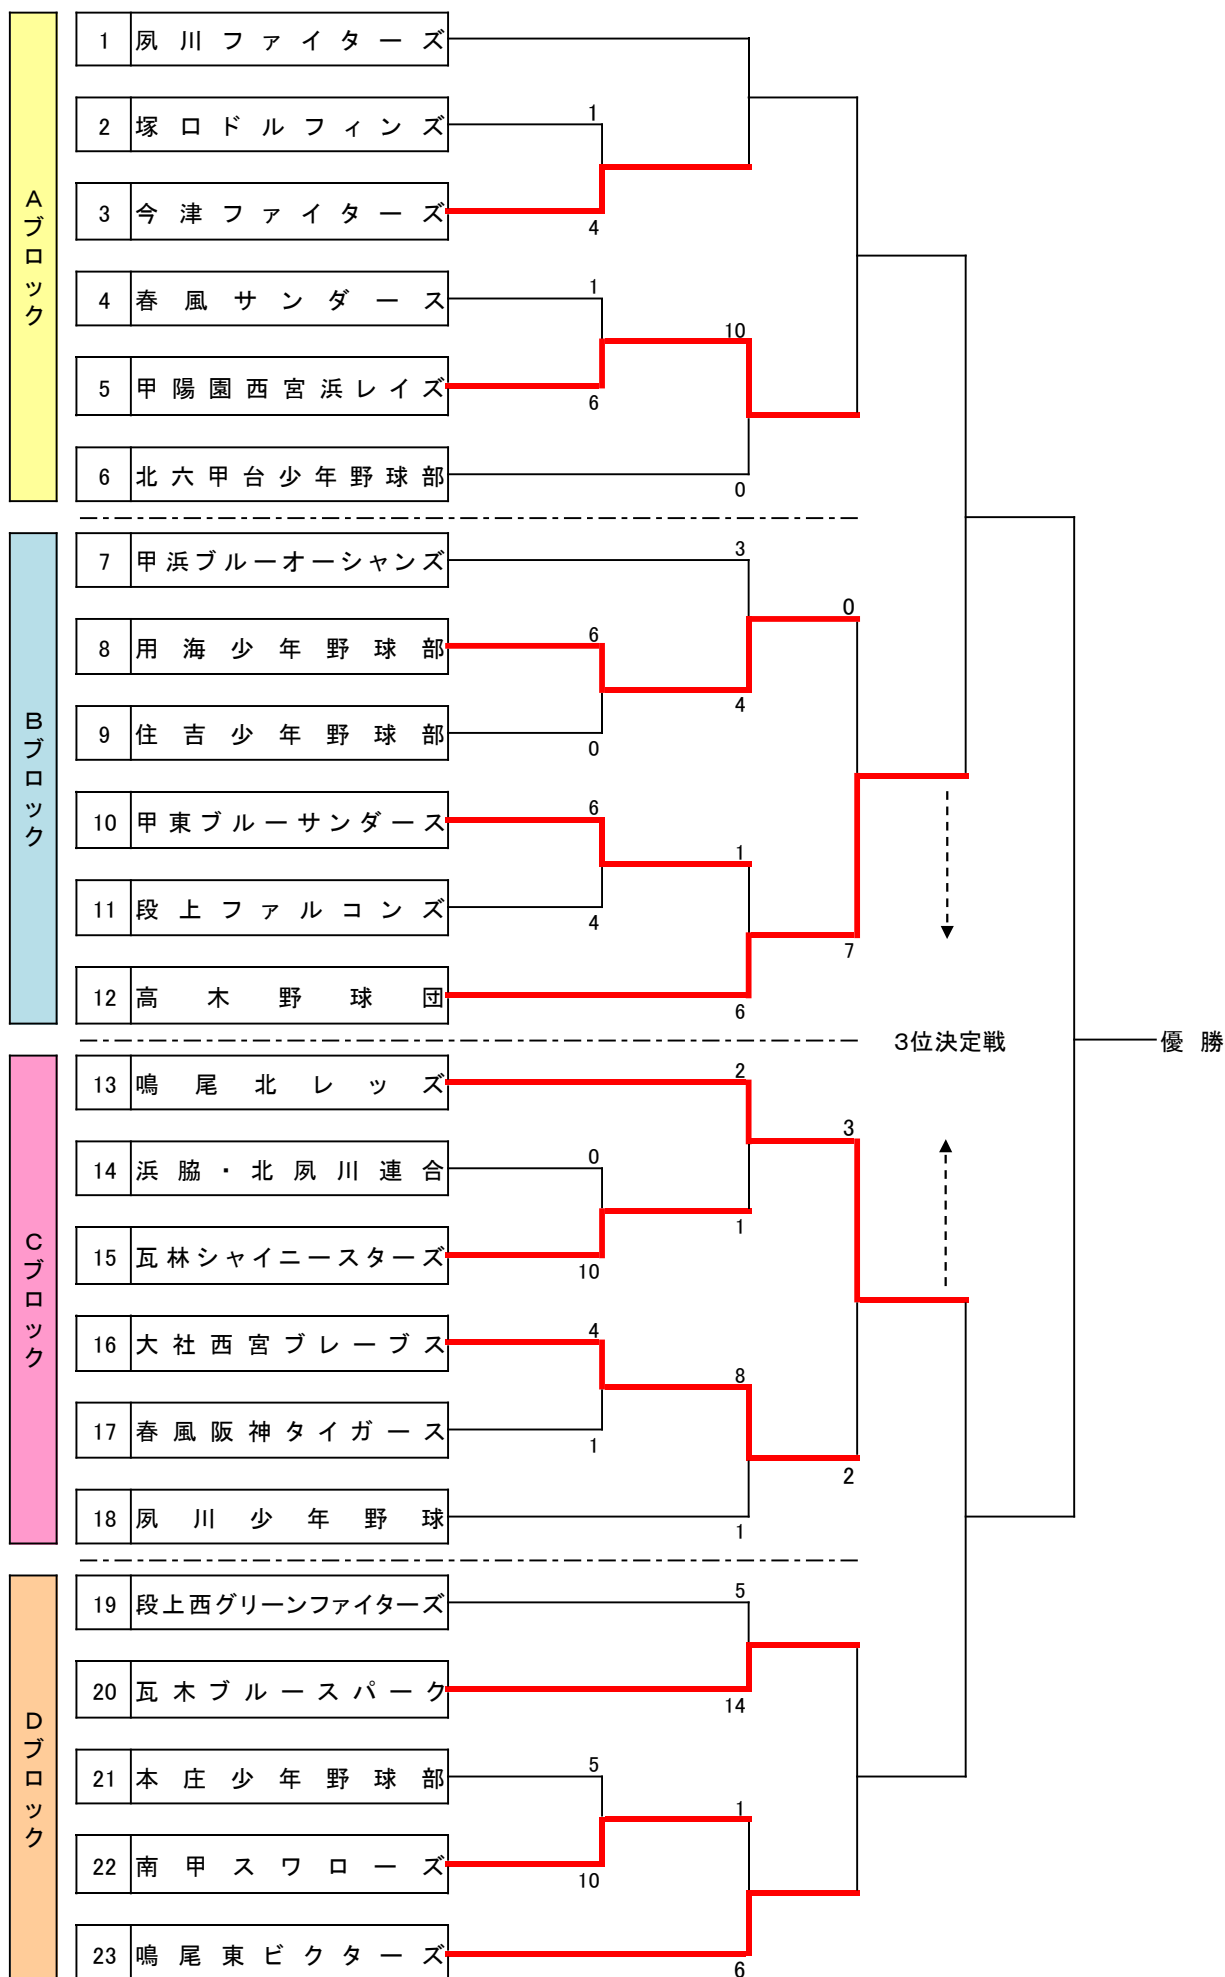 Aブロック
1 夙川ファイターズ
2 塚口ドルフィンズ
1
3 今津ファイターズ
4
4 春風サンダース
1
10
5 甲陽園西宮浜レイズ
6
6 北六甲台少年野球部
0
Bブロック
7 甲浜ブルーオーシャンズ
3
0
8 用海少年野球部
6
4
9 住吉少年野球部
0
10 甲東ブルーサンダース
6
1
11 段上ファルコンズ
4
7
12 高木野球団
6
3位決定戦
優勝
Cブロック
13 鳴尾北レッズ
2
3
14 浜脇・北夙川連合
0
1
15 瓦林シャイニースターズ
10
16 大社西宮ブレーブス
4
8
17 春風阪神タイガース
1
2
18 夙川少年野球
1
Dブロック
19 段上西グリーンファイターズ
5
20 瓦木ブルースパーク
14
21 本庄少年野球部
5
1
22 南甲スワローズ
10
23 鳴尾東ビクターズ
6